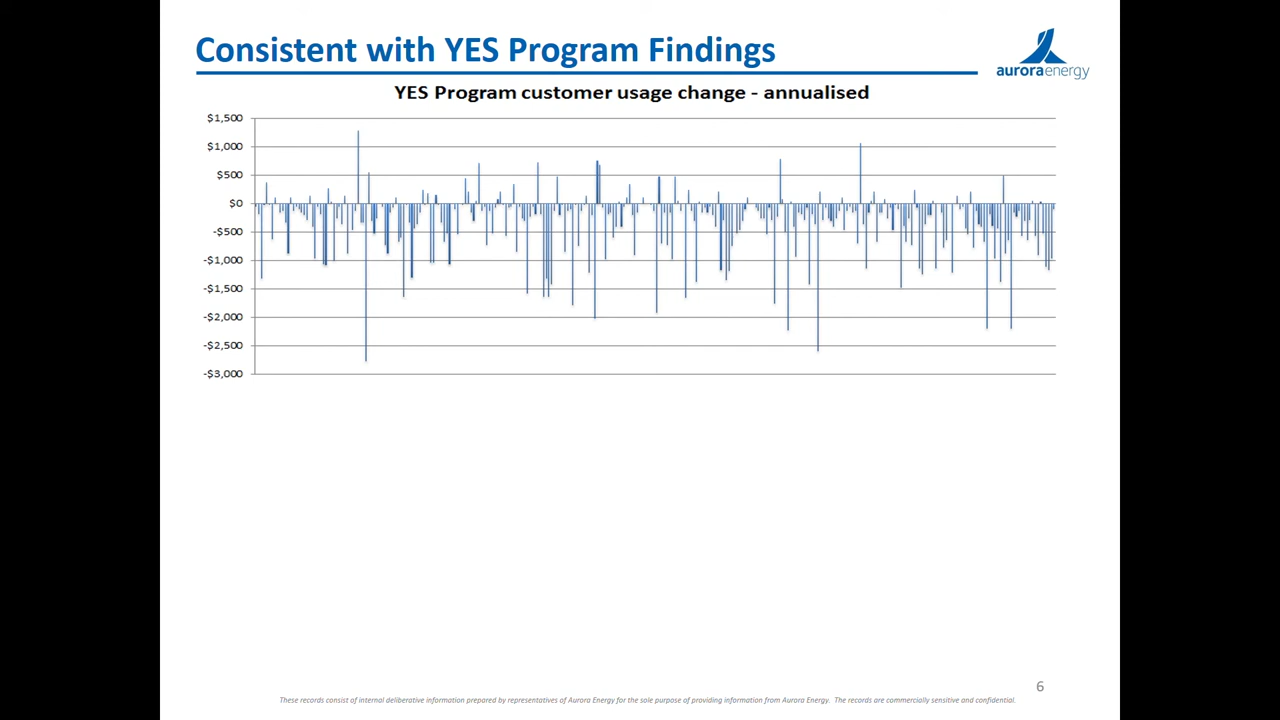 Consistent with YES Program Findings
auroraenergy
YES Program customer usage change - annualised
$1,500
$1,000
$500
$0
-$500
-$1,000
-$1,500
-$2,000
-$2,500
-$3,000
6
These records consist of internal deliberative information prepared by representatives of Aurora Energy for the sole purpose of providing information from Aurora Energy. The records are commercially sensitive and confidential.